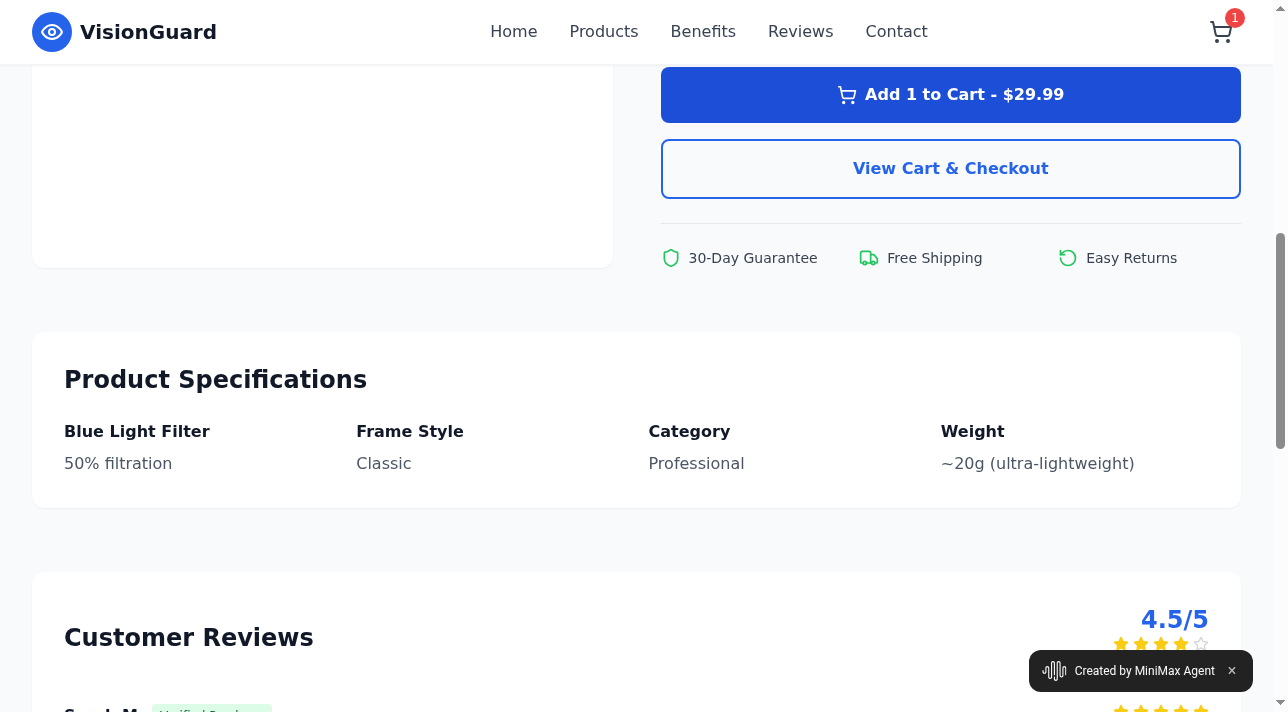 VisionGuard
Home Products Benefits Reviews Contact
1
Add 1 to Cart - $29.99
View Cart & Checkout
30-Day Guarantee Free Shipping Easy Returns
Product Specifications
Blue Light Filter Frame Style Category Weight
50% filtration Classic Professional ~20g (ultra-lightweight)
4.5/5
Customer Reviews
Created by MiniMax Agent ×